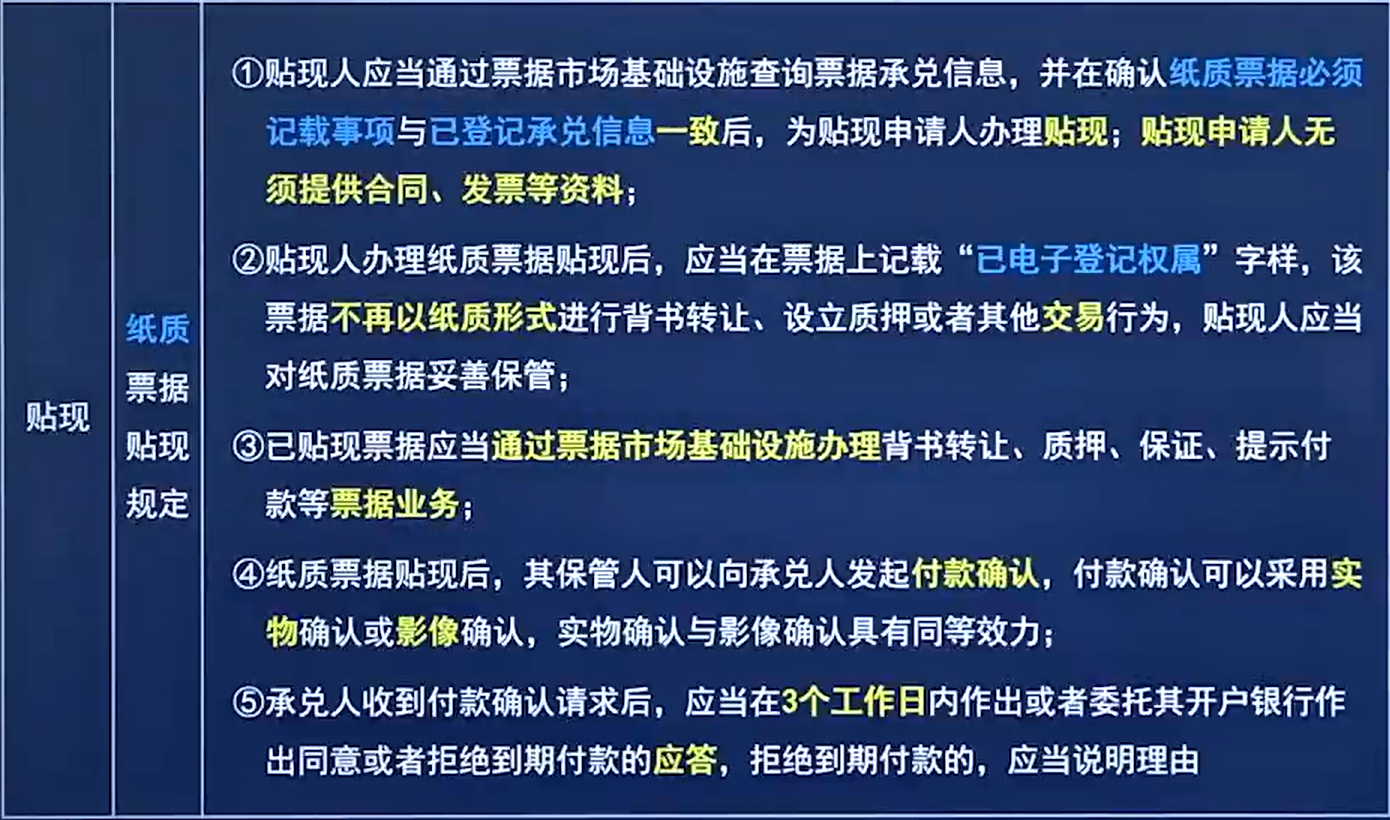 贴现
纸质
票据
贴现
规定
①贴现人应当通过票据市场基础设施查询票据承兑信息，并在确认纸质票据必须
记载事项与已登记承兑信息一致后，为贴现申请人办理贴现；贴现申请人无
须提供合同、发票等资料；
②贴现人办理纸质票据贴现后，应当在票据上记载“已电子登记权属”字样，该
票据不再以纸质形式进行背书转让、设立质押或者其他交易行为，贴现人应当
对纸质票据妥善保管；
③已贴现票据应当通过票据市场基础设施办理背书转让、质押、保证、提示付
款等票据业务；
④纸质票据贴现后，其保管人可以向承兑人发起付款确认，付款确认可以采用实
物确认或影像确认，实物确认与影像确认具有同等效力；
⑤承兑人收到付款确认请求后，应当在3个工作日内作出或者委托其开户银行作
出同意或者拒绝到期付款的应答，拒绝到期付款的，应当说明理由